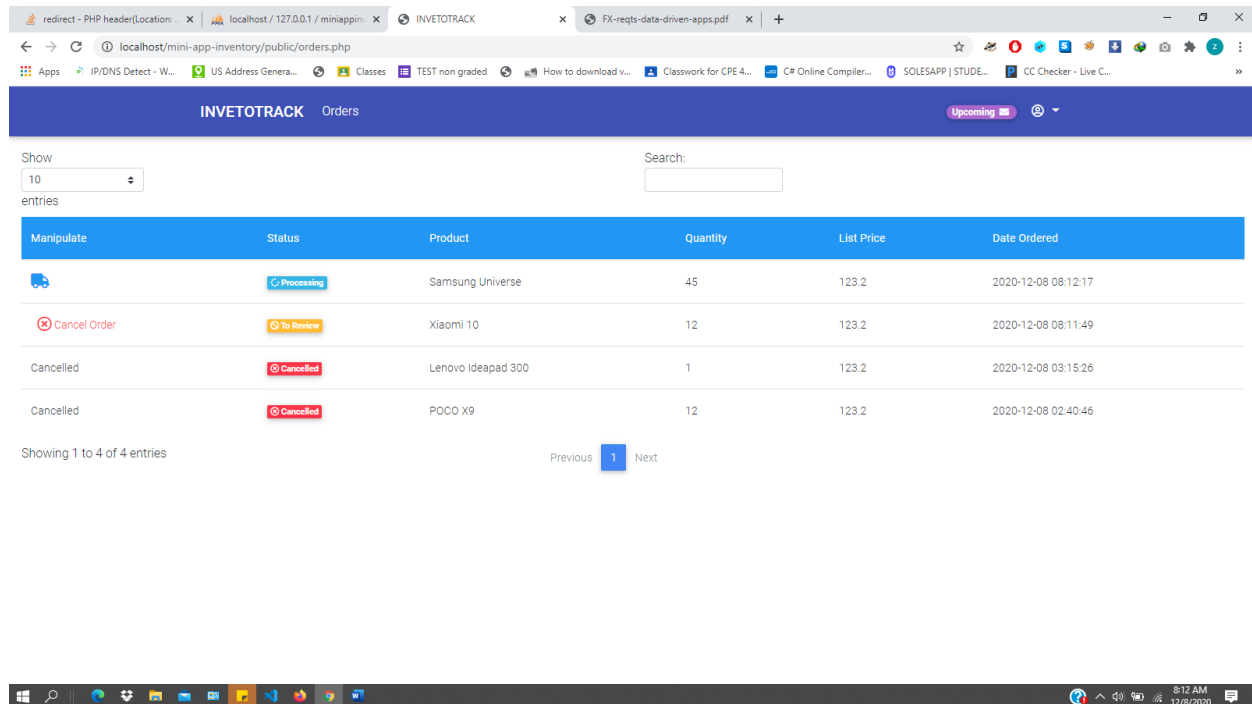 redirect - PHP header(Location: ..
localhost / 127.0.0.1 / miniappin
INVETOTRACK
FX-reqts-data-driven-apps.pdf
localhost/mini-app-inventory/public/orders.php
Apps IP/DNS Detect - W... US Address Genera... Classes TEST non graded How to download v... Classwork for CPE 4... C# Online Compiler... SOLESAPP | STUDE... CC Checker - Live C... »
INVETOTRACK Orders Upcoming
Show Search:
10
entries
Manipulate Status Product Quantity List Price Date Ordered
Processing Samsung Universe 45 123.2 2020-12-08 08:12:17
Cancel Order To Review Xiaomi 10 12 123.2 2020-12-08 08:11:49
Cancelled Cancelled Lenovo Ideapad 300 1 123.2 2020-12-08 03:15:26
Cancelled Cancelled POCO X9 12 123.2 2020-12-08 02:40:46
Showing 1 to 4 of 4 entries Previous 1 Next
8:12 AM
12/8/2020